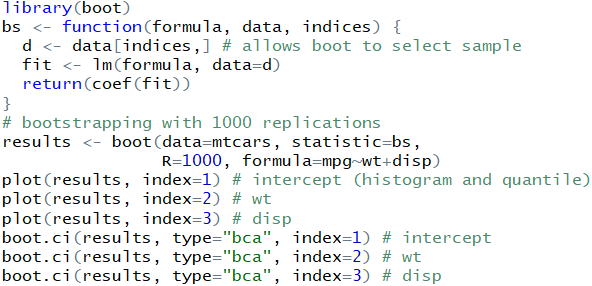 library(boot)
bs <- function(formula, data, indices) {
  d <- data[indices,] # allows boot to select sample
  fit <- lm(formula, data=d)
  return(coef(fit))
}
# bootstrapping with 1000 replications
results <- boot(data=mtcars, statistic=bs,
                R=1000, formula=mpg~wt+disp)
plot(results, index=1) # intercept (histogram and quantile)
plot(results, index=2) # wt
plot(results, index=3) # disp
boot.ci(results, type="bca", index=1) # intercept
boot.ci(results, type="bca", index=2) # wt
boot.ci(results, type="bca", index=3) # disp